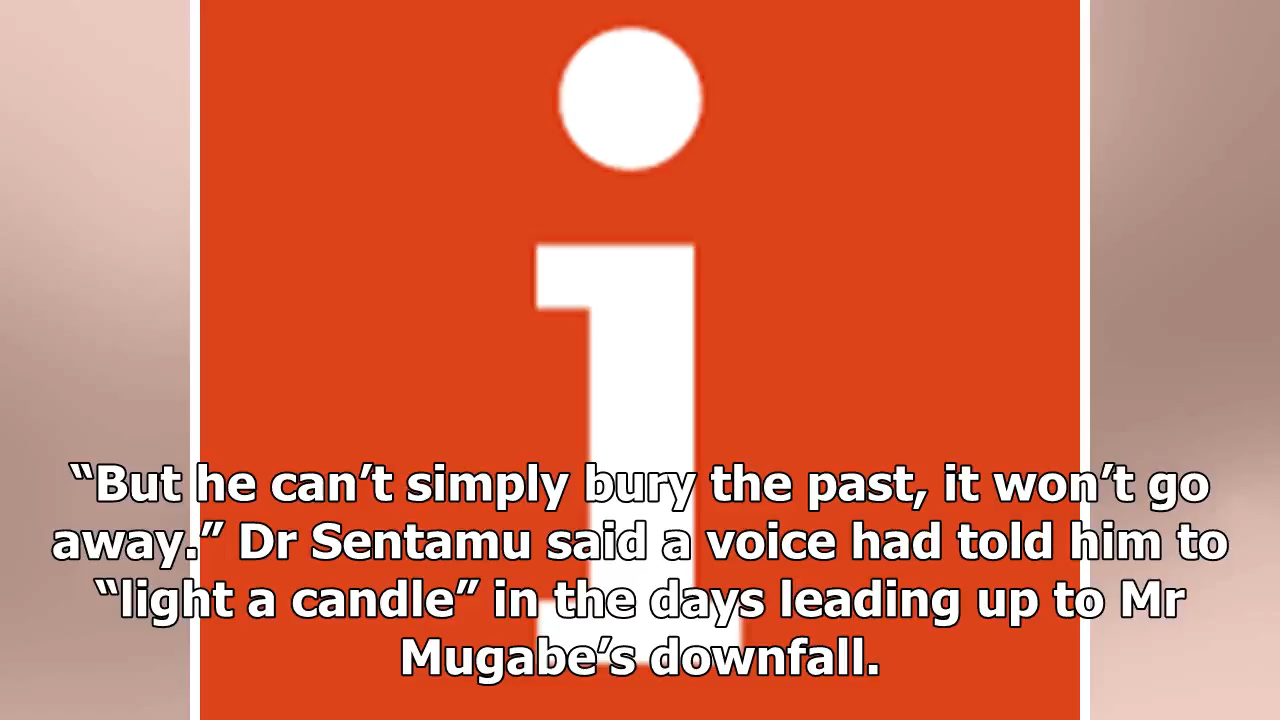 i
“But he can’t simply bury the past, it won’t go
away.” Dr Sentamu said a voice had told him to
“light a candle” in the days leading up to Mr
Mugabe’s downfall.